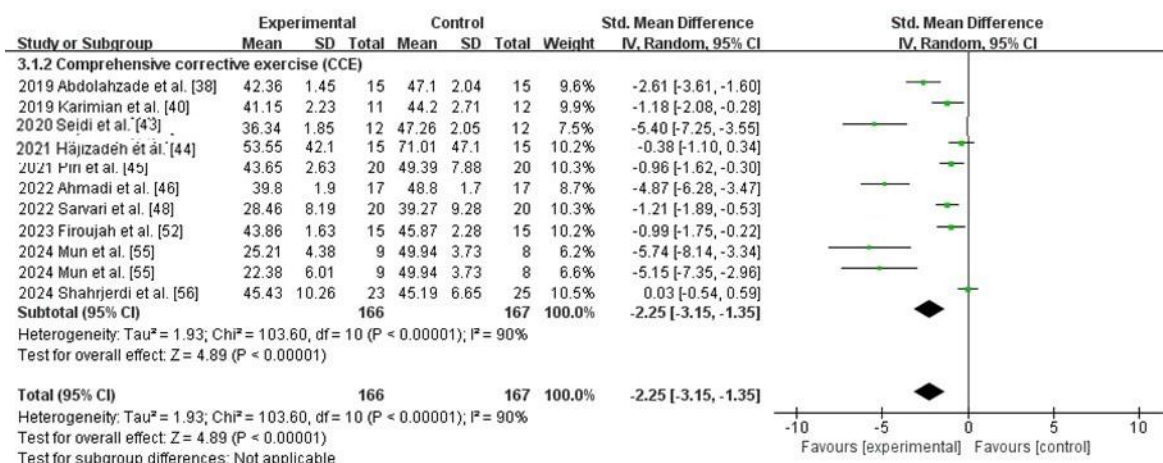 Experimental Control Std. Mean Difference Std. Mean Difference
Study or Subgroup Mean SD Total Mean SD Total Weight IV, Random, 95% CI IV, Random, 95% CI
3.1.2 Comprehensive corrective exercise (CCE)
2019 Abdolahzade et al. [38] 42.36 1.45 15 47.1 2.04 15 9.6% -2.61 [-3.61, -1.60]
2019 Karimian et al. [40] 41.15 2.23 11 44.2 2.71 12 9.9% -1.18 [-2.08, -0.28]
2020 Seidi et al. [43] 36.34 1.85 12 47.26 2.05 12 7.5% -5.40 [-7.25, -3.55]
2021 Hajizadeh et al. [44] 53.55 42.1 15 71.01 47.1 15 10.2% -0.38 [-1.10, 0.34]
2021 Piri et al. [45] 43.65 2.63 20 49.39 7.88 20 10.3% -0.96 [-1.62, -0.30]
2022 Ahmadi et al. [46] 39.8 1.9 17 48.8 1.7 17 8.7% -4.87 [-6.28, -3.47]
2022 Sarvari et al. [48] 28.46 8.19 20 39.27 9.28 20 10.3% -1.21 [-1.89, -0.53]
2023 Firoujah et al. [52] 43.86 1.63 15 45.87 2.28 15 10.2% -0.99 [-1.75, -0.22]
2024 Mun et al. [55] 25.21 4.38 9 49.94 3.73 8 6.2% -5.74 [-8.14, -3.34]
2024 Mun et al. [55] 22.38 6.01 9 49.94 3.73 8 6.6% -5.15 [-7.35, -2.96]
2024 Shahrjerdi et al. [56] 45.43 10.26 23 45.19 6.65 25 10.5% 0.03 [-0.54, 0.59]
Subtotal (95% CI) 166 167 100.0% -2.25 [-3.15, -1.35]
Heterogeneity: Tau² = 1.93; Chi² = 103.60, df = 10 (P < 0.00001); I² = 90%
Test for overall effect: Z = 4.89 (P < 0.00001)
Total (95% CI) 166 167 100.0% -2.25 [-3.15, -1.35]
Heterogeneity: Tau² = 1.93; Chi² = 103.60, df = 10 (P < 0.00001); I² = 90%
Test for overall effect: Z = 4.89 (P < 0.00001)
Test for subgroup differences: Not applicable
-10 -5 0 5 10
Favours [experimental] Favours [control]